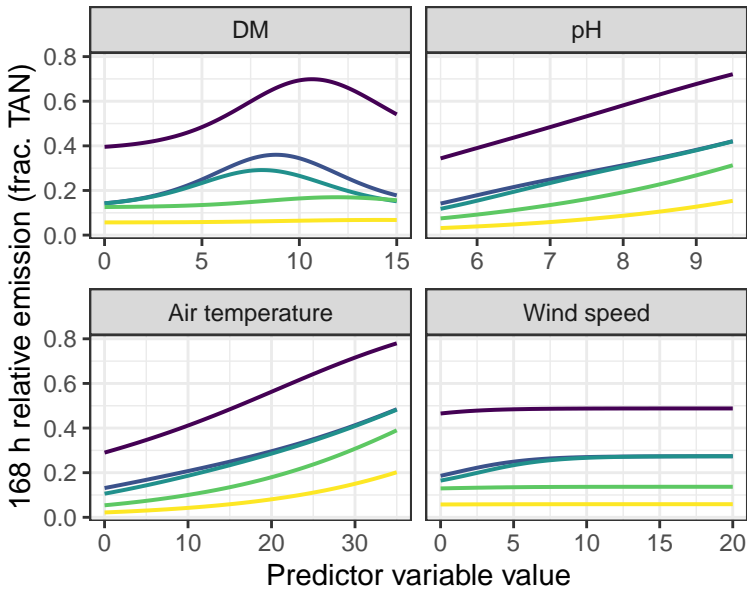 DM
pH
0.8
0.6
0.4
0.2
0.0
0 5 10 15
6 7 8 9
Air temperature
Wind speed
0.8
0.6
0.4
0.2
0.0
0 10 20 30
0 5 10 15 20
168 h relative emission (frac. TAN)
Predictor variable value